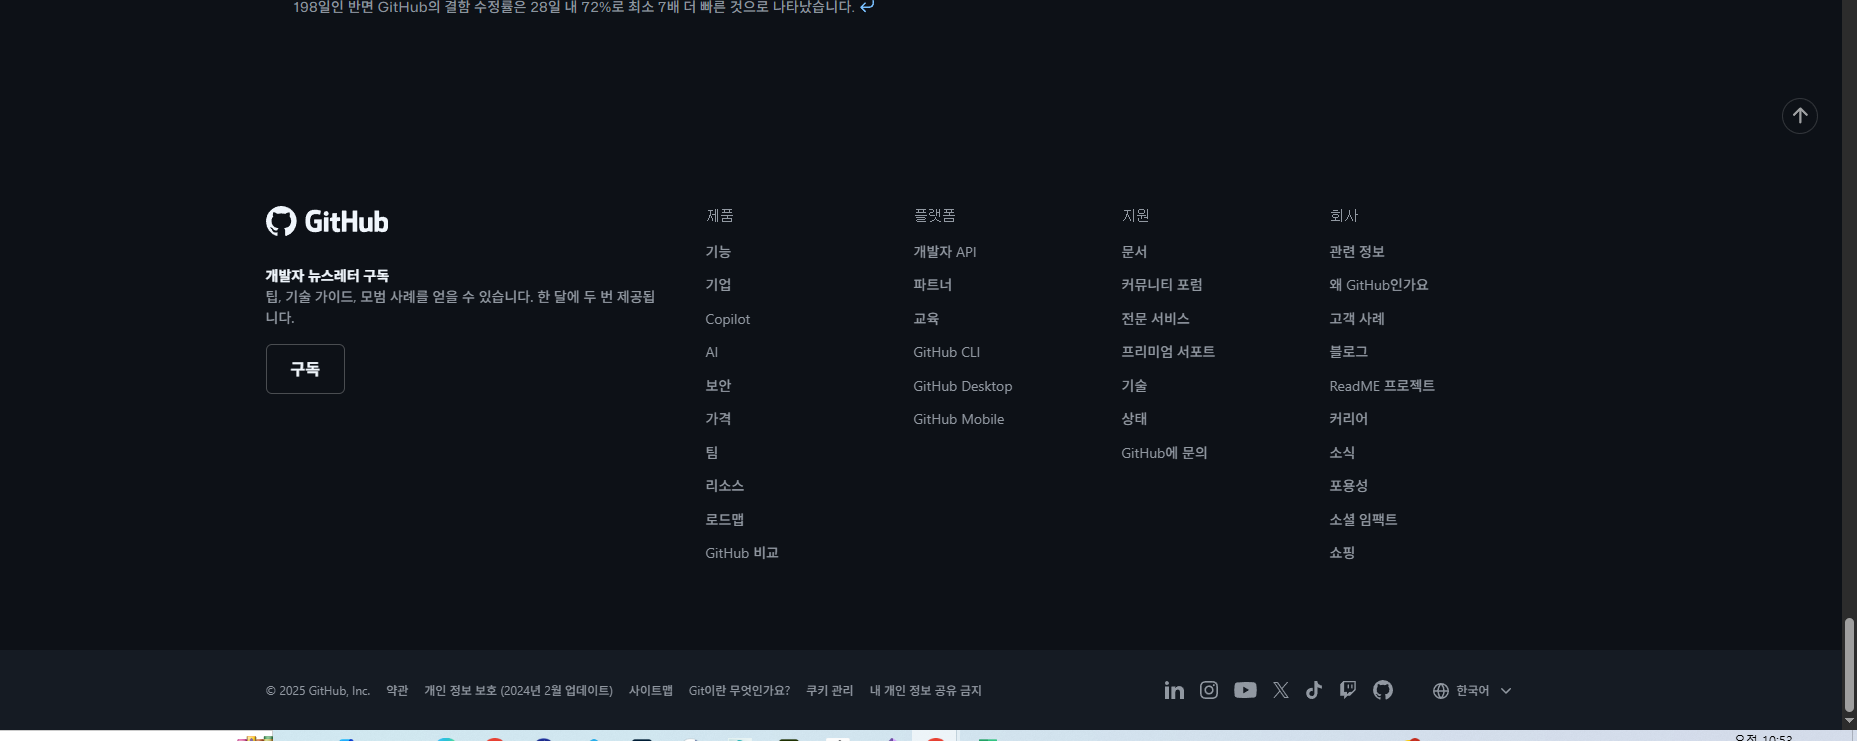 198일인 반면 GitHub의 결함 수정률은 28일 내 72%로 최소 7배 더 빠른 것으로 나타났습니다.
GitHub
개발자 뉴스레터 구독
팁, 기술 가이드, 모범 사례를 얻을 수 있습니다. 한 달에 두 번 제공됩
니다.
구독
제품
기능
기업
Copilot
AI
보안
가격
팀
리소스
로드맵
GitHub 비교
플랫폼
개발자 API
파트너
교육
GitHub CLI
GitHub Desktop
GitHub Mobile
지원
문서
커뮤니티 포럼
전문 서비스
프리미엄 서포트
기술
상태
GitHub에 문의
회사
관련 정보
왜 GitHub인가요
고객 사례
블로그
ReadME 프로젝트
커리어
소식
포용성
소셜 임팩트
쇼핑
© 2025 GitHub, Inc. 약관 개인 정보 보호 (2024년 2월 업데이트) 사이트맵 Git이란 무엇인가요? 쿠키 관리 내 개인 정보 공유 금지
한국어
오전 10:53